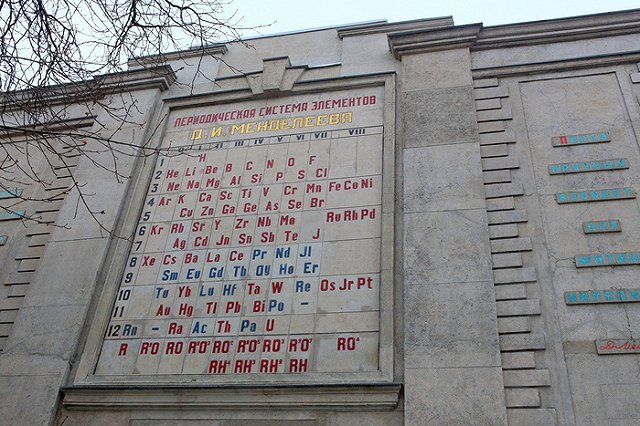 ПЕРИОДИЧЕСКАЯ СИСТЕМА ЭЛЕМЕНТОВ
Д. И. МЕНДЕЛЕЕВА
VI VII VIII
1 H
2 He Li Be B C N O F
3 Ne Na Mg Al Si P S Cl
4 Ar K Ca Sc Ti V Cr Mn Fe Co Ni
5 Cu Zn Ga Ge As Se Br
6 Kr Rb Sr Y Zr Nb Mo Ru Rh Pd
7 Ag Cd Jn Sn Sb Te J
8 Xe Cs Ba La Ce Pr Nd Jl
9 Sm Eu Gd Tb Dy Ho Er
10 Tu Yb Lu Hf Ta W Re Os Jr Pt
11 Au Hg Tl Pb Bi Po -
12 Rn - Ra Ac Th Pa U
R R²O RO R²O³ RO² R²O⁵ RO³ R²O⁷ RO⁴
RH⁴ RH³ RH² RH